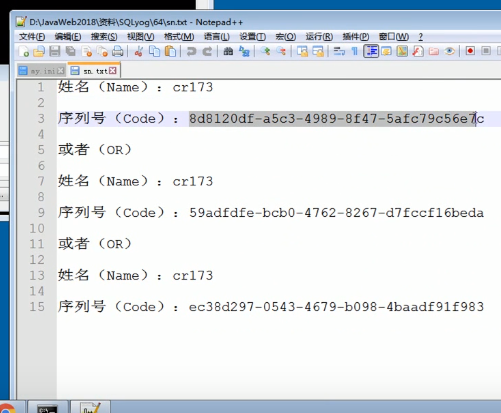 D:\JavaWeb2018\资料\SQLyog\64\sn.txt - Notepad++
文件(F) 编辑(E) 搜索(S) 视图(V) 格式(M) 语言(L) 设置(T) 宏(O) 运行(R) 插件(P) 窗口(W) ?
my.ini sn.txt
1 姓名（Name）：cr173
2
3 序列号（Code）：8d8120df-a5c3-4989-8f47-5afc79c56e7c
4
5 或者（OR）
6
7 姓名（Name）：cr173
8
9 序列号（Code）：59adfdfe-bcb0-4762-8267-d7fccf16beda
10
11 或者（OR）
12
13 姓名（Name）：cr173
14
15 序列号（Code）：ec38d297-0543-4679-b098-4baadf91f983